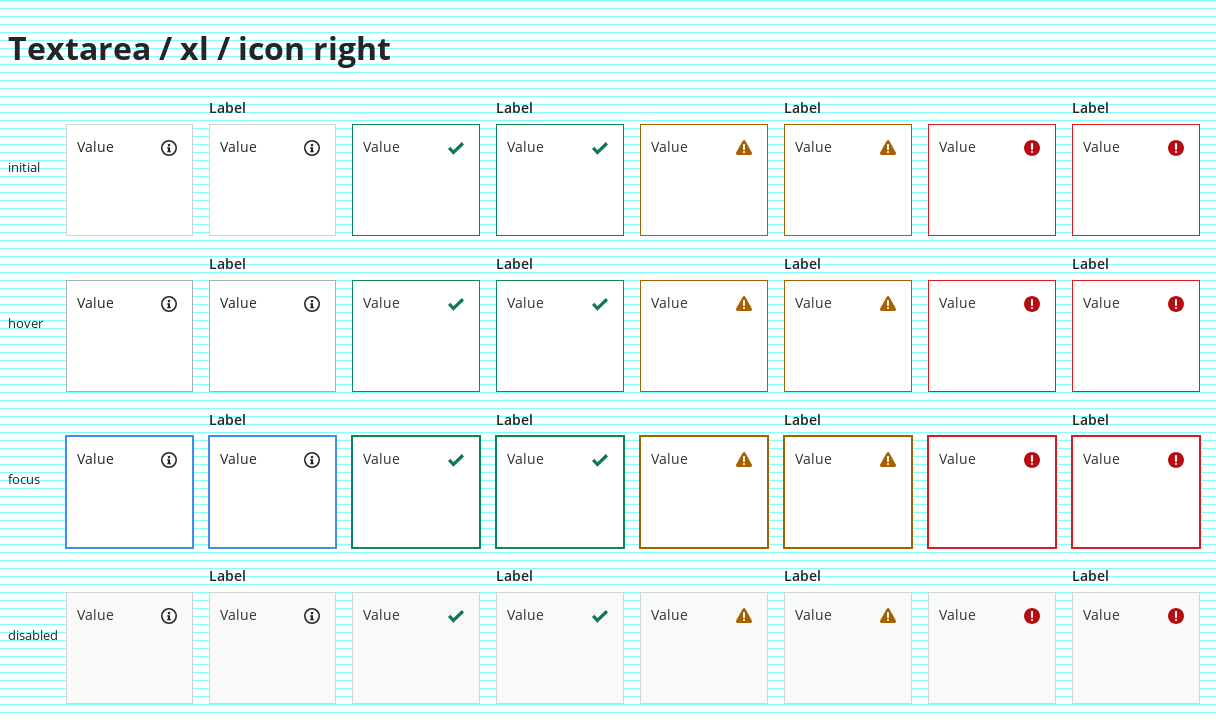 Textarea / xl / icon right
Label Label Label Label
initial Value Value Value Value Value Value Value Value
Label Label Label Label
hover Value Value Value Value Value Value Value Value
Label Label Label Label
focus Value Value Value Value Value Value Value Value
Label Label Label Label
disabled Value Value Value Value Value Value Value Value